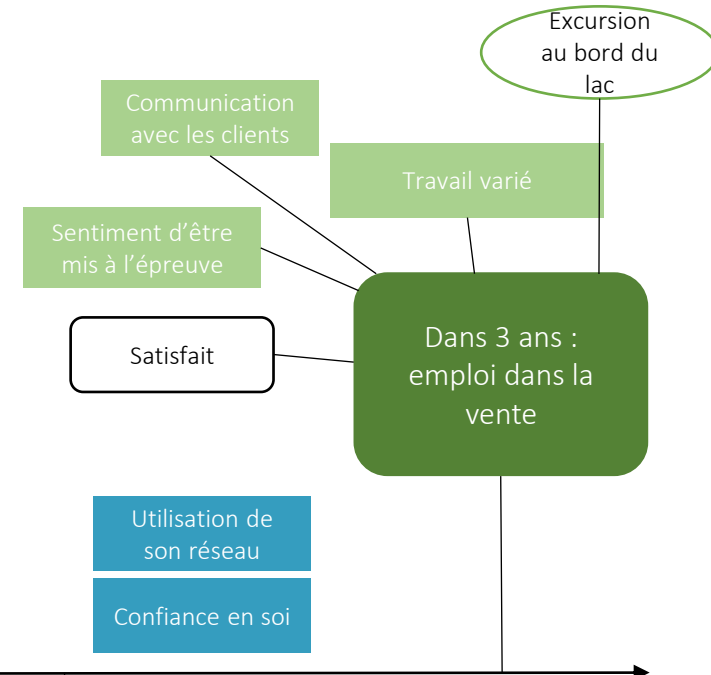 Excursion
au bord du
lac
Communication
avec les clients
Travail varié
Sentiment d’être
mis à l’épreuve
Satisfait
Dans 3 ans :
emploi dans la
vente
Utilisation de
son réseau
Confiance en soi